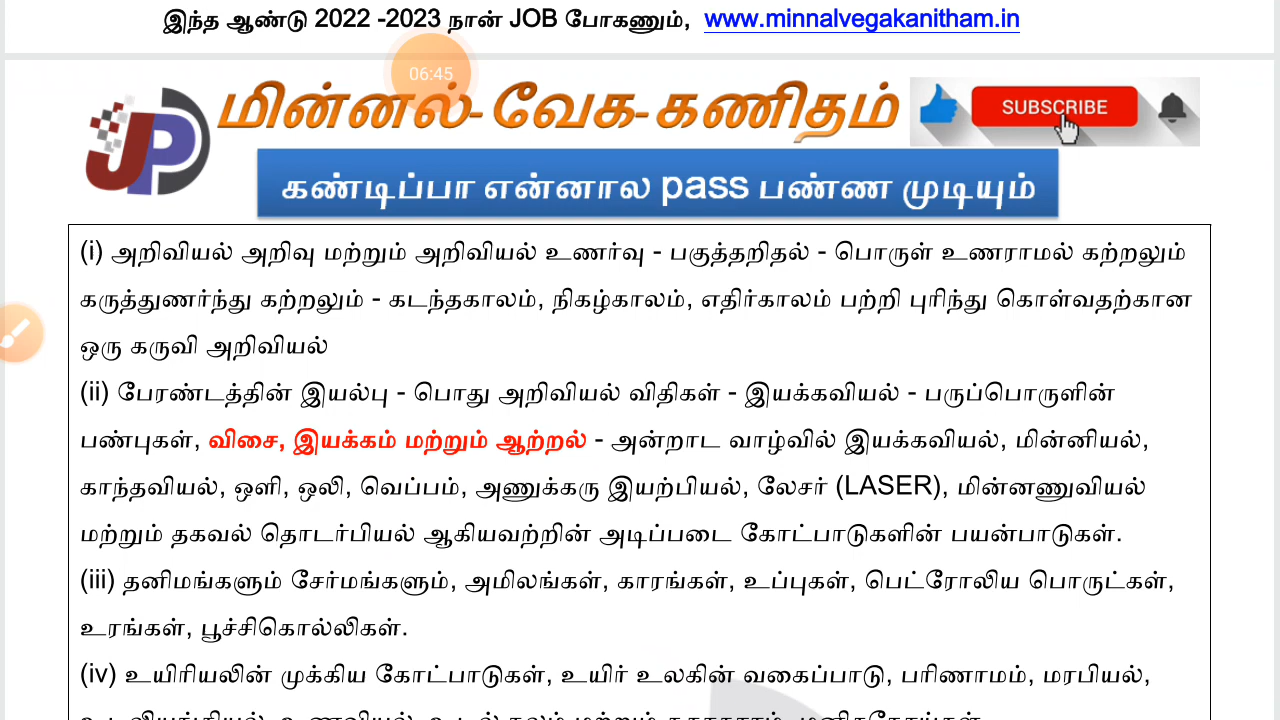 இந்த ஆண்டு 2022 -2023 நான் JOB போகணும், www.minnalvegakanitham.in
06:45
JP
மின்னல்-வேக-கணிதம்
SUBSCRIBE
கண்டிப்பா என்னால pass பண்ண முடியும்
(i) அறிவியல் அறிவு மற்றும் அறிவியல் உணர்வு - பகுத்தறிதல் - பொருள் உணராமல் கற்றலும்
கருத்துணர்ந்து கற்றலும் - கடந்தகாலம், நிகழ்காலம், எதிர்காலம் பற்றி புரிந்து கொள்வதற்கான
ஒரு கருவி அறிவியல்
(ii) பேரண்டத்தின் இயல்பு - பொது அறிவியல் விதிகள் - இயக்கவியல் - பருப்பொருளின்
பண்புகள், விசை, இயக்கம் மற்றும் ஆற்றல் - அன்றாட வாழ்வில் இயக்கவியல், மின்னியல்,
காந்தவியல், ஒளி, ஒலி, வெப்பம், அணுக்கரு இயற்பியல், லேசர் (LASER), மின்னணுவியல்
மற்றும் தகவல் தொடர்பியல் ஆகியவற்றின் அடிப்படை கோட்பாடுகளின் பயன்பாடுகள்.
(iii) தனிமங்களும் சேர்மங்களும், அமிலங்கள், காரங்கள், உப்புகள், பெட்ரோலிய பொருட்கள்,
உரங்கள், பூச்சிகொல்லிகள்.
(iv) உயிரியலின் முக்கிய கோட்பாடுகள், உயிர் உலகின் வகைப்பாடு, பரிணாமம், மரபியல்,